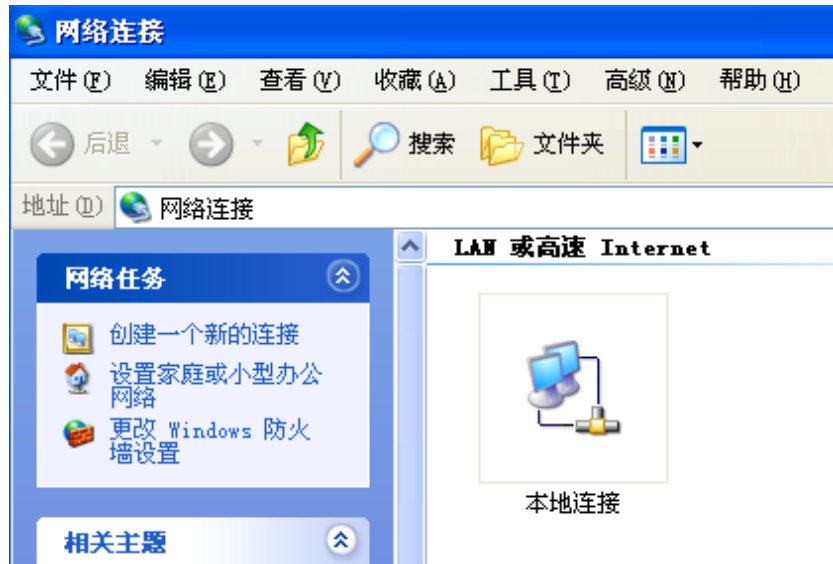 网络连接
文件(F) 编辑(E) 查看(V) 收藏(A) 工具(T) 高级(N) 帮助(H)
后退 搜索 文件夹
地址(D) 网络连接
网络任务
创建一个新的连接
设置家庭或小型办公
网络
更改 Windows 防火
墙设置
相关主题
LAN 或高速 Internet
本地连接